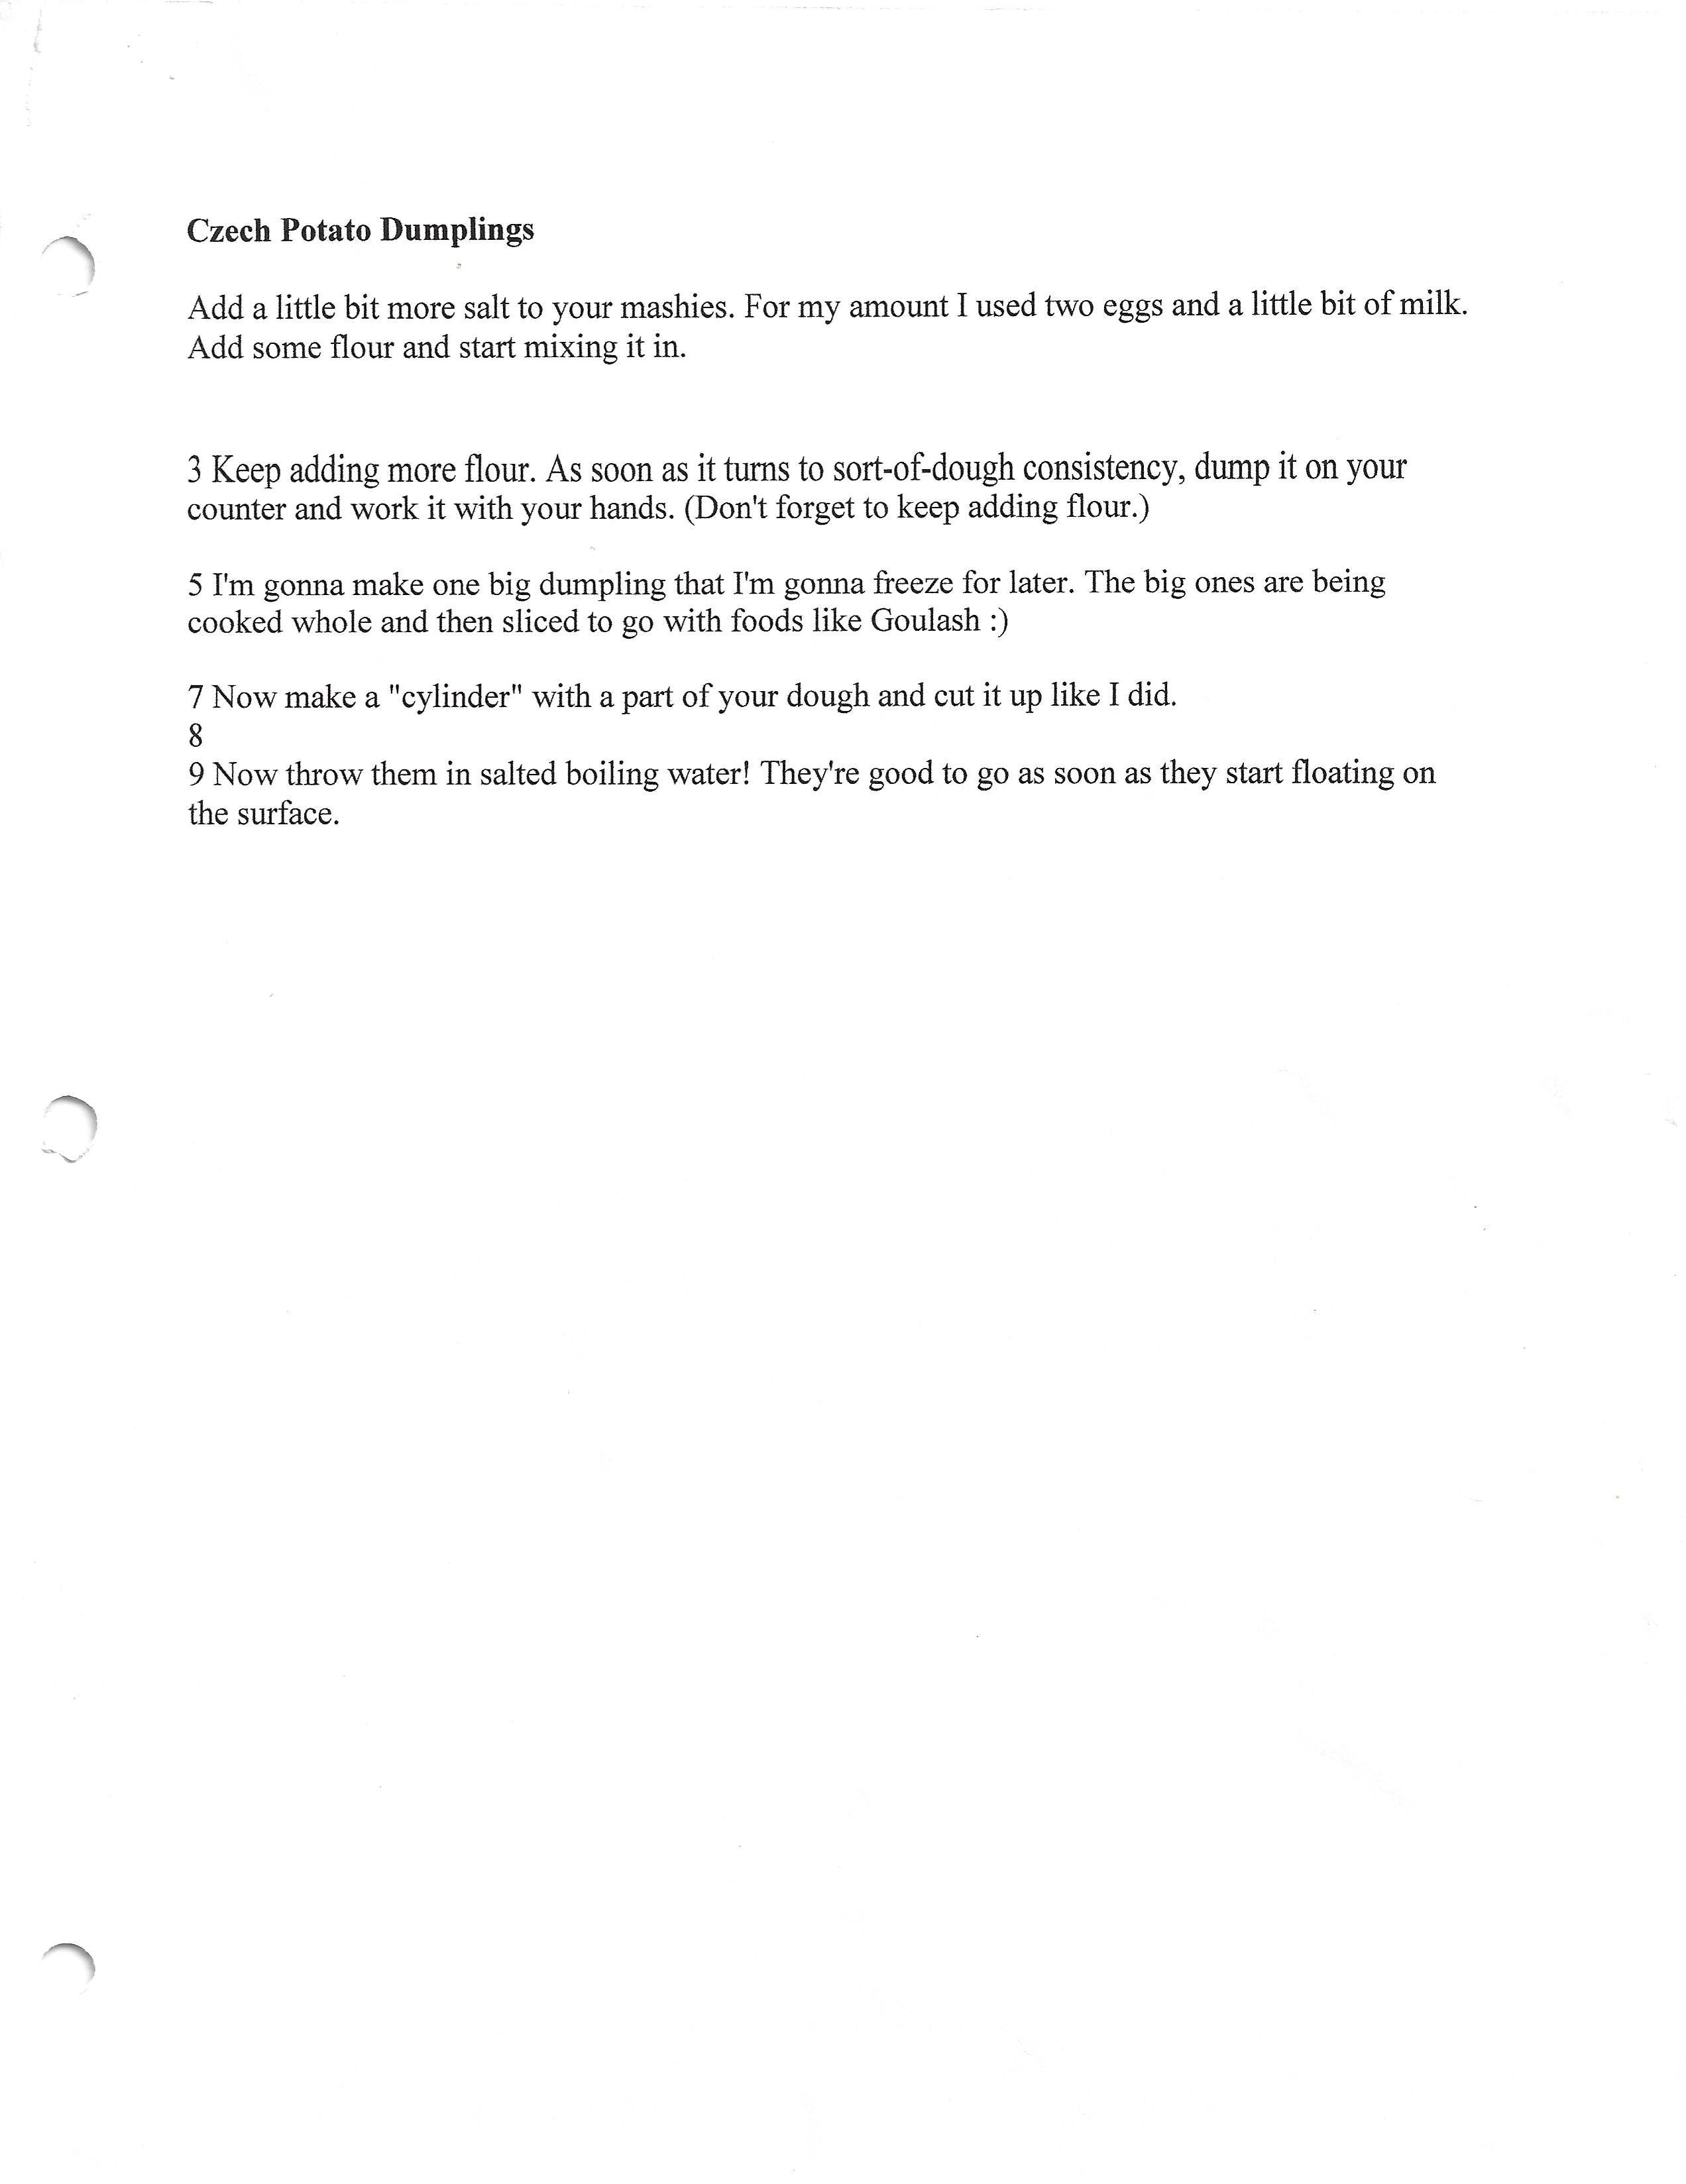 Czech Potato Dumplings
Add a little bit more salt to your mashies. For my amount I used two eggs and a little bit of milk.
Add some flour and start mixing it in.
3 Keep adding more flour. As soon as it turns to sort-of-dough consistency, dump it on your
counter and work it with your hands. (Don't forget to keep adding flour.)
5 I'm gonna make one big dumpling that I'm gonna freeze for later. The big ones are being
cooked whole and then sliced to go with foods like Goulash :)
7 Now make a "cylinder" with a part of your dough and cut it up like I did.
8
9 Now throw them in salted boiling water! They're good to go as soon as they start floating on
the surface.